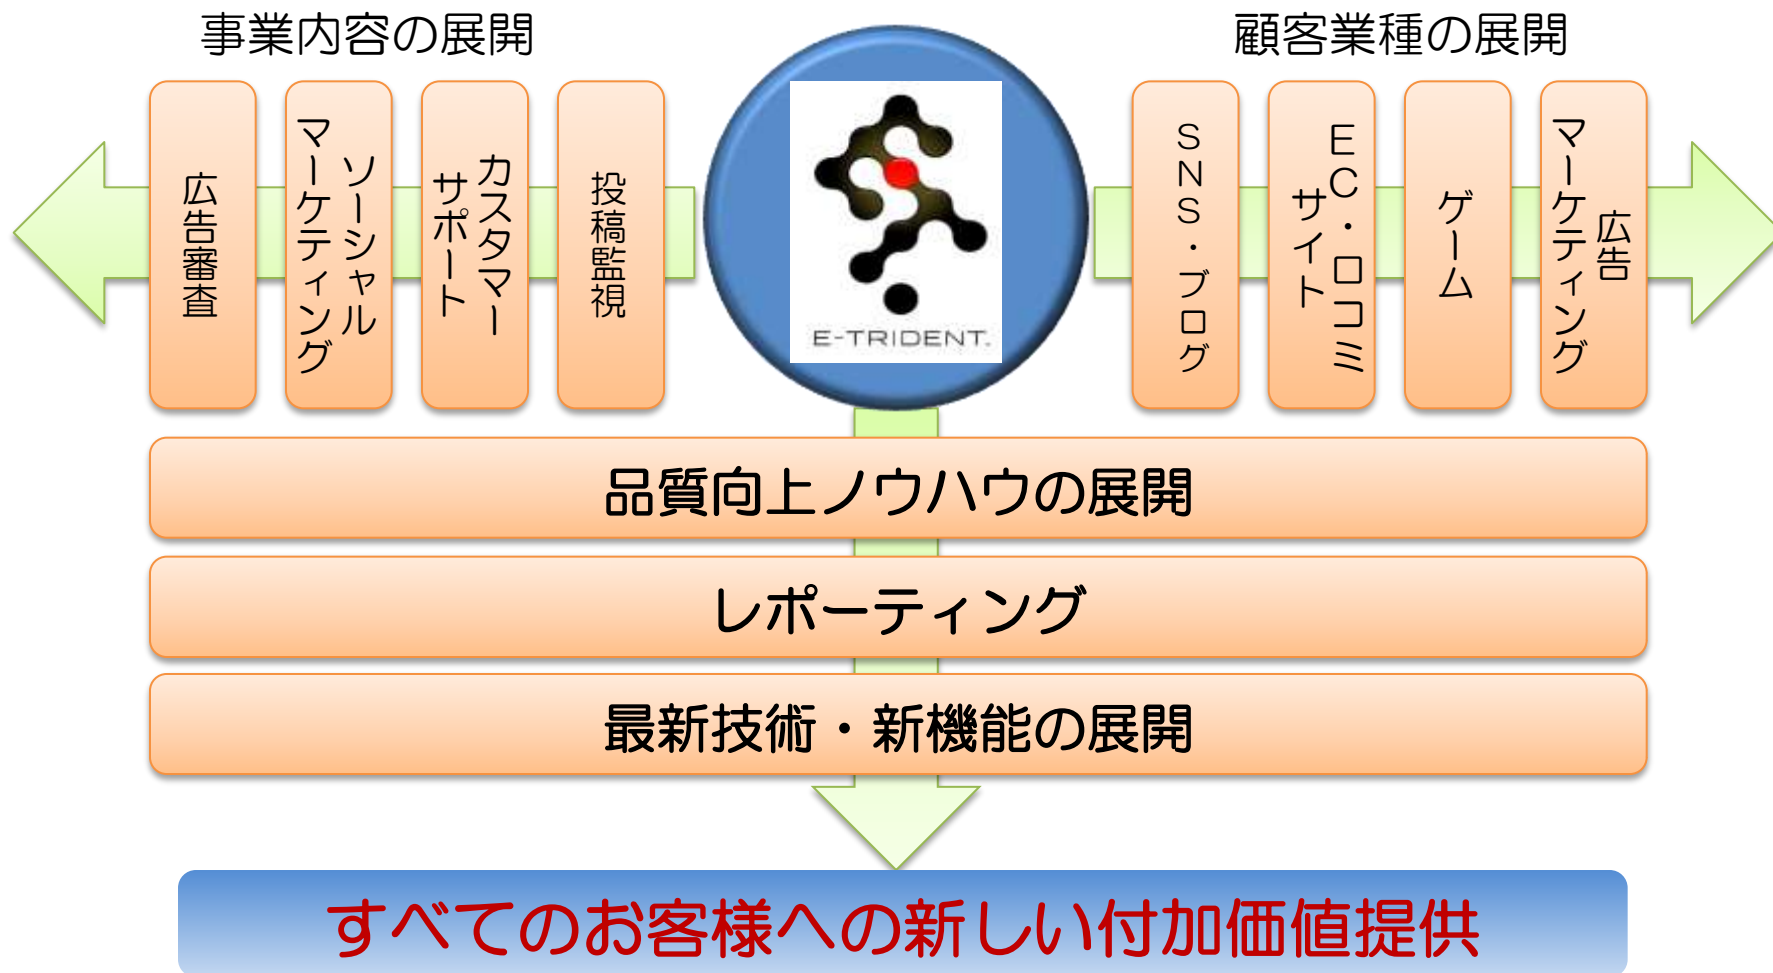 事業内容の展開
顧客業種の展開
広告審査
ソーシャル
マーケティング
カスタマー
サポート
投稿監視
E-TRIDENT.
SNS・ブログ
EC・口コミ
サイト
ゲーム
広告
マーケティング
品質向上ノウハウの展開
レポーティング
最新技術・新機能の展開
すべてのお客様への新しい付加価値提供